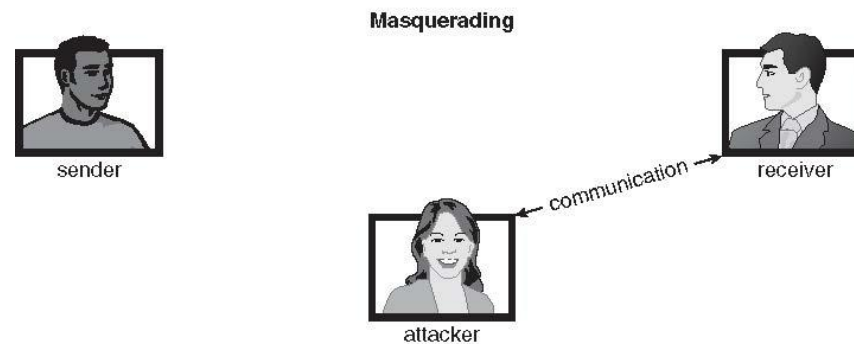 Masquerading
sender
communication
receiver
attacker